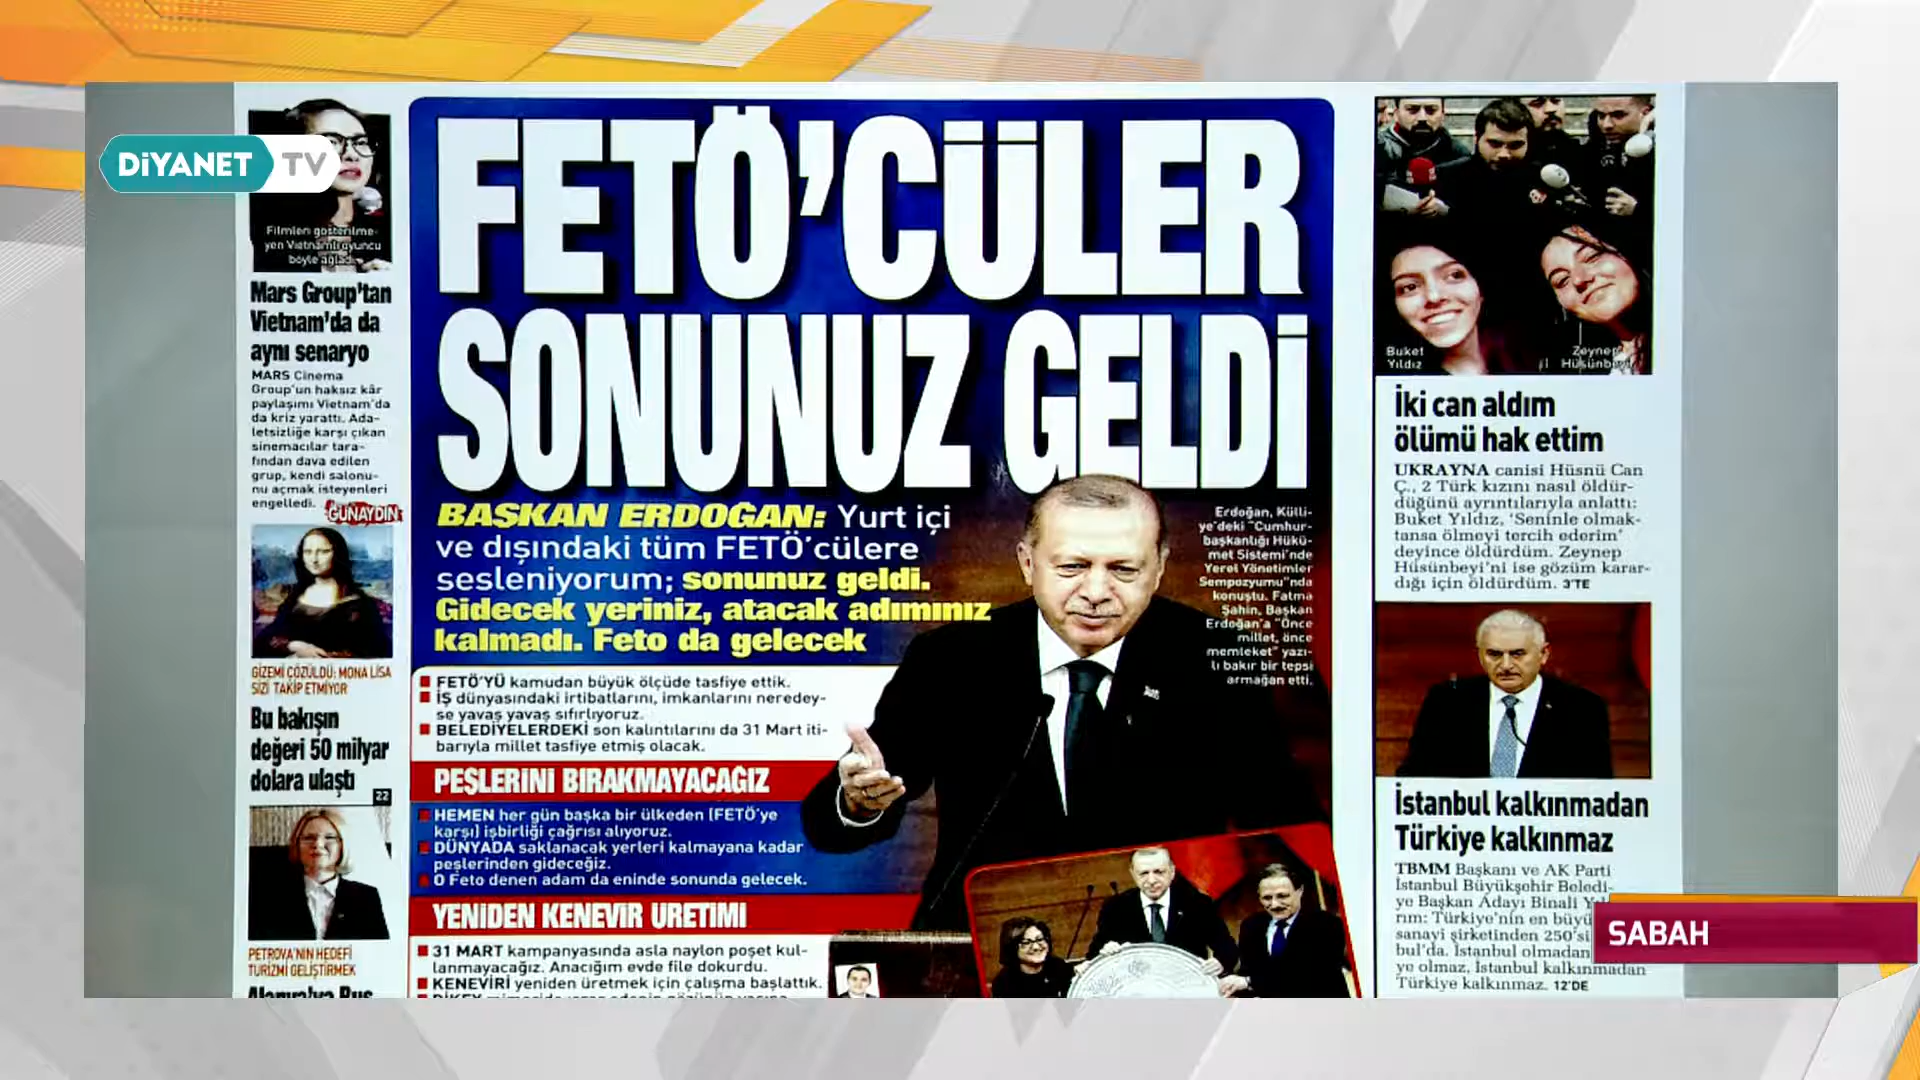 DİYANET TV
Filmleri gösterilme-
yen Vietnamlı oyuncu
böyle ağladı.
Mars Group'tan
Vietnam'da da
aynı senaryo
MARS Cinema
Group'un haksız kâr
paylaşımı Vietnam'da
da kriz yarattı. Ada-
letsizliğe karşı çıkan
sinemacılar tara-
fından dava edilen
grup, kendi salonu-
nu açmak isteyenleri
engelledi.
GÜNAYDIN
GİZEMİ ÇÖZÜLDÜ: MONA LISA
SİZİ TAKİP ETMİYOR
Bu bakışın
değeri 50 milyar
dolara ulaştı
22
PETROVA'NIN HEDEFİ
TURİZMİ GELİŞTİRMEK
Alanya'ya Rus
FETÖ'CÜLER
SONUNUZ GELDİ
BAŞKAN ERDOĞAN: Yurt içi
ve dışındaki tüm FETÖ'cülere
sesleniyorum; sonunuz geldi.
Gidecek yeriniz, atacak adımınız
kalmadı. Feto da gelecek
Erdoğan, Külli-
ye'deki "Cumhur-
başkanlığı Hükü-
met Sistemi'nde
Yerel Yönetimler
Sempozyumu"nda
konuştu. Fatma
Şahin, Başkan
Erdoğan'a "Önce
millet, önce
memleket" yazı-
lı bakır bir tepsi
armağan etti.
FETÖ'YÜ kamudan büyük ölçüde tasfiye ettik.
İŞ dünyasındaki irtibatlarını, imkanlarını neredey-
se yavaş yavaş sıfırlıyoruz.
BELEDİYELERDEKİ son kalıntılarını da 31 Mart iti-
barıyla millet tasfiye etmiş olacak.
PEŞLERİNİ BIRAKMAYACAĞIZ
HEMEN her gün başka bir ülkeden (FETÖ'ye
karşı) işbirliği çağrısı alıyoruz.
DÜNYADA saklanacak yerleri kalmayana kadar
peşlerinden gideceğiz.
O Feto denen adam da eninde sonunda gelecek.
YENİDEN KENEVİR ÜRETİMİ
31 MART kampanyasında asla naylon poşet kul-
lanmayacağız. Anacığım evde file dokurdu.
KENEVİRİ yeniden üretmek için çalışma başlattık.
Buket
Yıldız
Zeynep
Hüsünbeyi
İki can aldım
ölümü hak ettim
UKRAYNA canisi Hüsnü Can
Ç., 2 Türk kızını nasıl öldür-
düğünü ayrıntılarıyla anlattı:
Buket Yıldız, 'Seninle olmak-
tansa ölmeyi tercih ederim'
deyince öldürdüm. Zeynep
Hüsünbeyi'ni ise gözüm karar-
dığı için öldürdüm. 3'TE
İstanbul kalkınmadan
Türkiye kalkınmaz
TBMM Başkanı ve AK Parti
İstanbul Büyükşehir Beledi-
ye Başkan Adayı Binali Yıl
rım: Türkiye'nin en büyü
sanayi şirketinden 250'si
bul'da. İstanbul olmadan
ye olmaz, İstanbul kalkınmadan
Türkiye kalkınmaz. 12'DE
SABAH